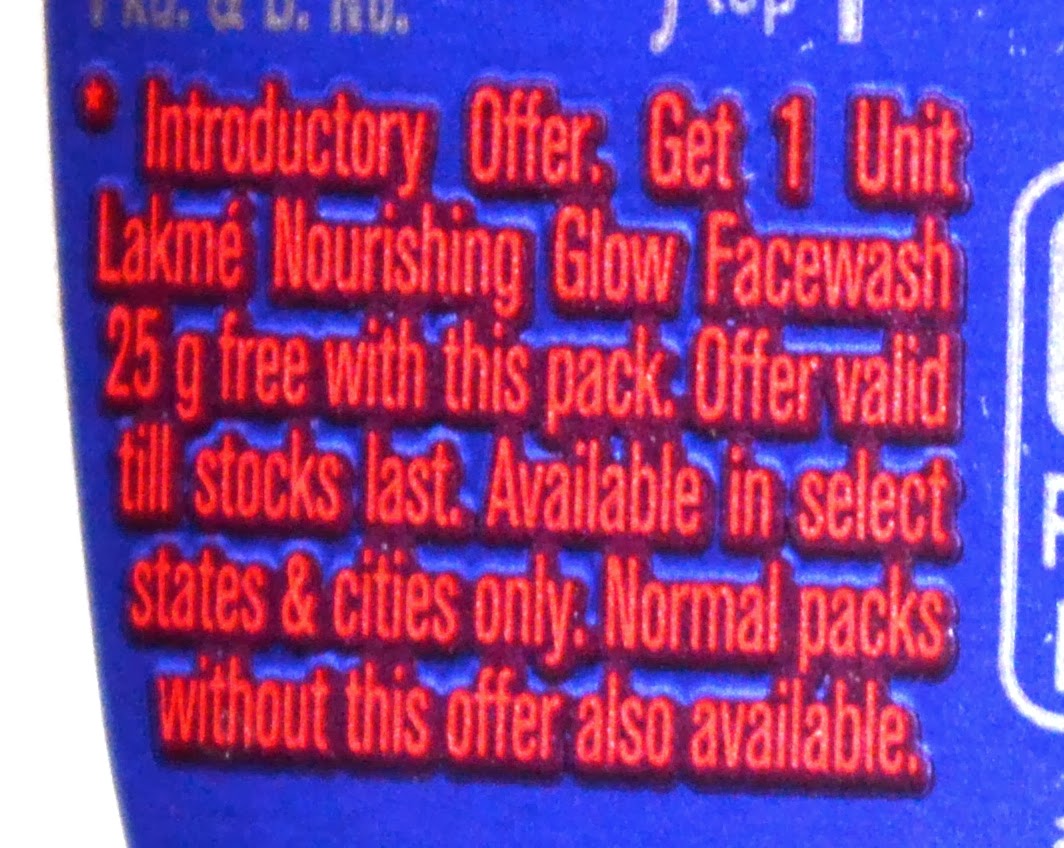 & D. No.
* Introductory Offer. Get 1 Unit
Lakmé Nourishing Glow Facewash
25 g free with this pack. Offer valid
till stocks last. Available in select
states & cities only. Normal packs
without this offer also available.